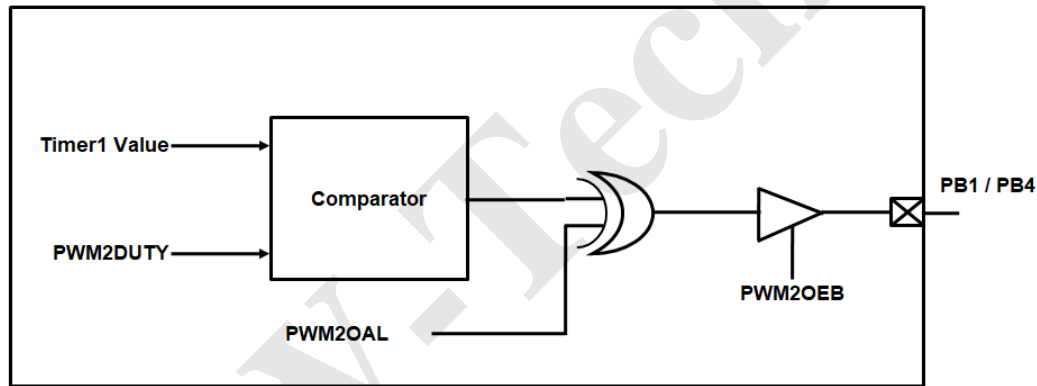 Timer1 Value
Comparator
PB1 / PB4
PWM2DUTY
PWM2OEB
PWM2OAL